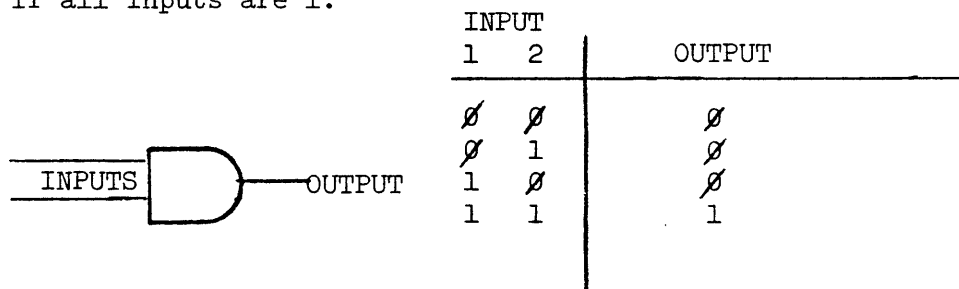 if all inputs are 1.
INPUT
1 2 OUTPUT
Ø Ø Ø
Ø 1 Ø
INPUTS OUTPUT 1 Ø Ø
1 1 1